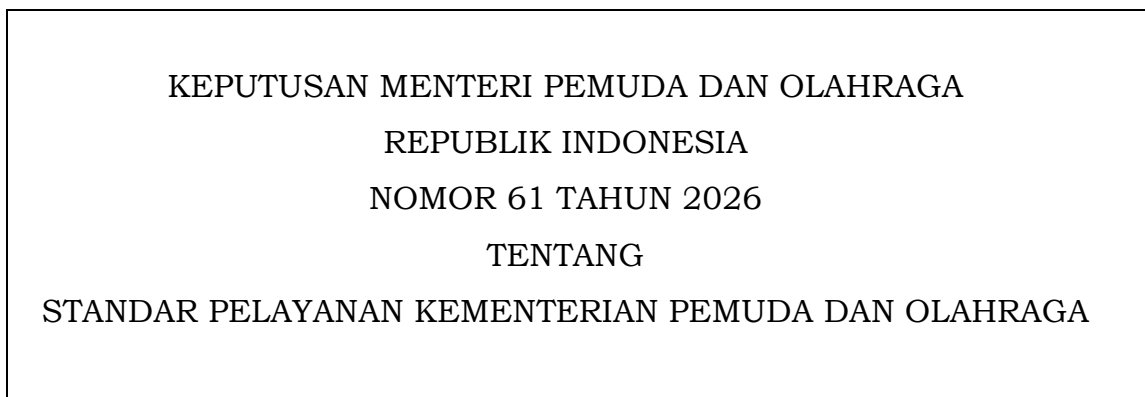 KEPUTUSAN MENTERI PEMUDA DAN OLAHRAGA
REPUBLIK INDONESIA
NOMOR 61 TAHUN 2026
TENTANG
STANDAR PELAYANAN KEMENTERIAN PEMUDA DAN OLAHRAGA